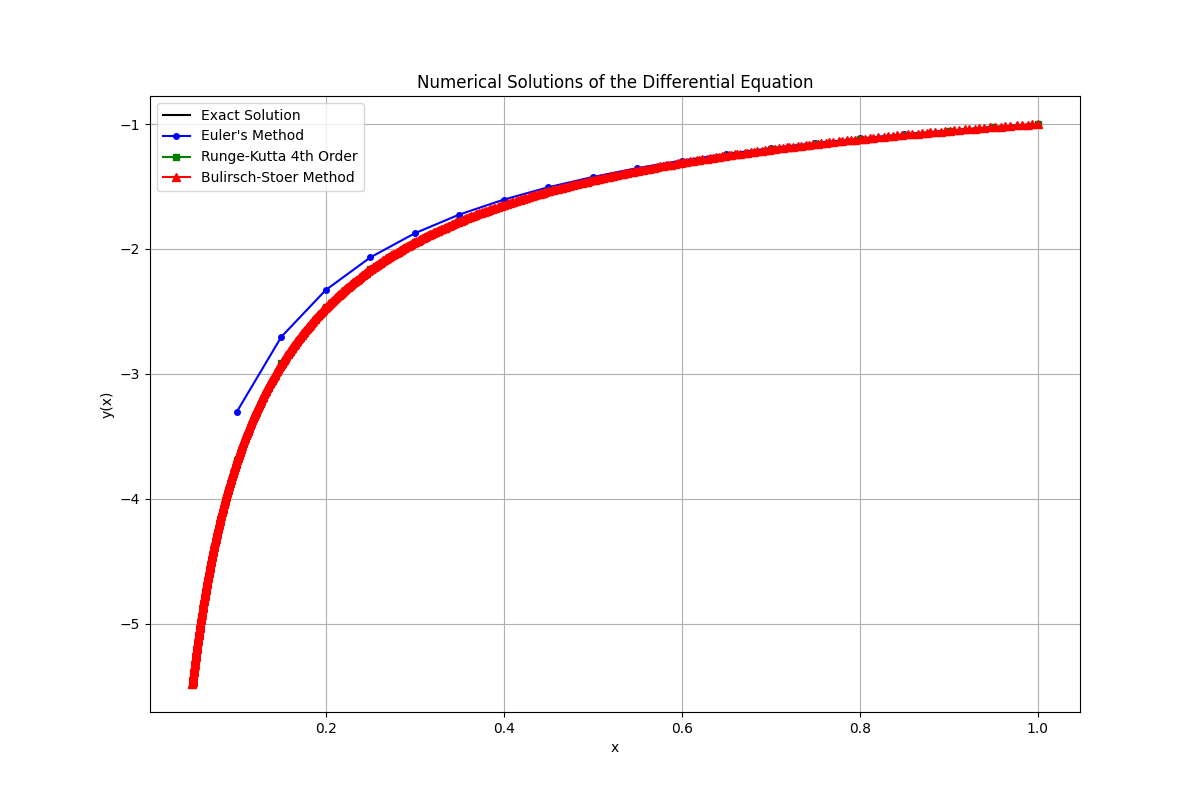 Numerical Solutions of the Differential Equation
Exact Solution
Euler's Method
Runge-Kutta 4th Order
Bulirsch-Stoer Method
−1
−2
−3
−4
−5
y(x)
0.2 0.4 0.6 0.8 1.0
x